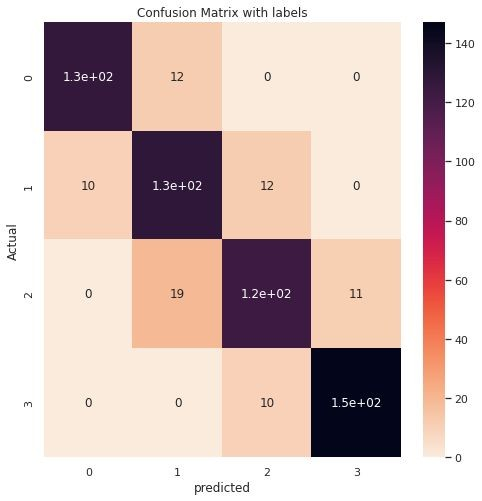 Confusion Matrix with labels
Actual
0 1.3e+02 12 0 0
1 10 1.3e+02 12 0
2 0 19 1.2e+02 11
3 0 0 10 1.5e+02
0 1 2 3
predicted
140
120
100
80
60
40
20
0